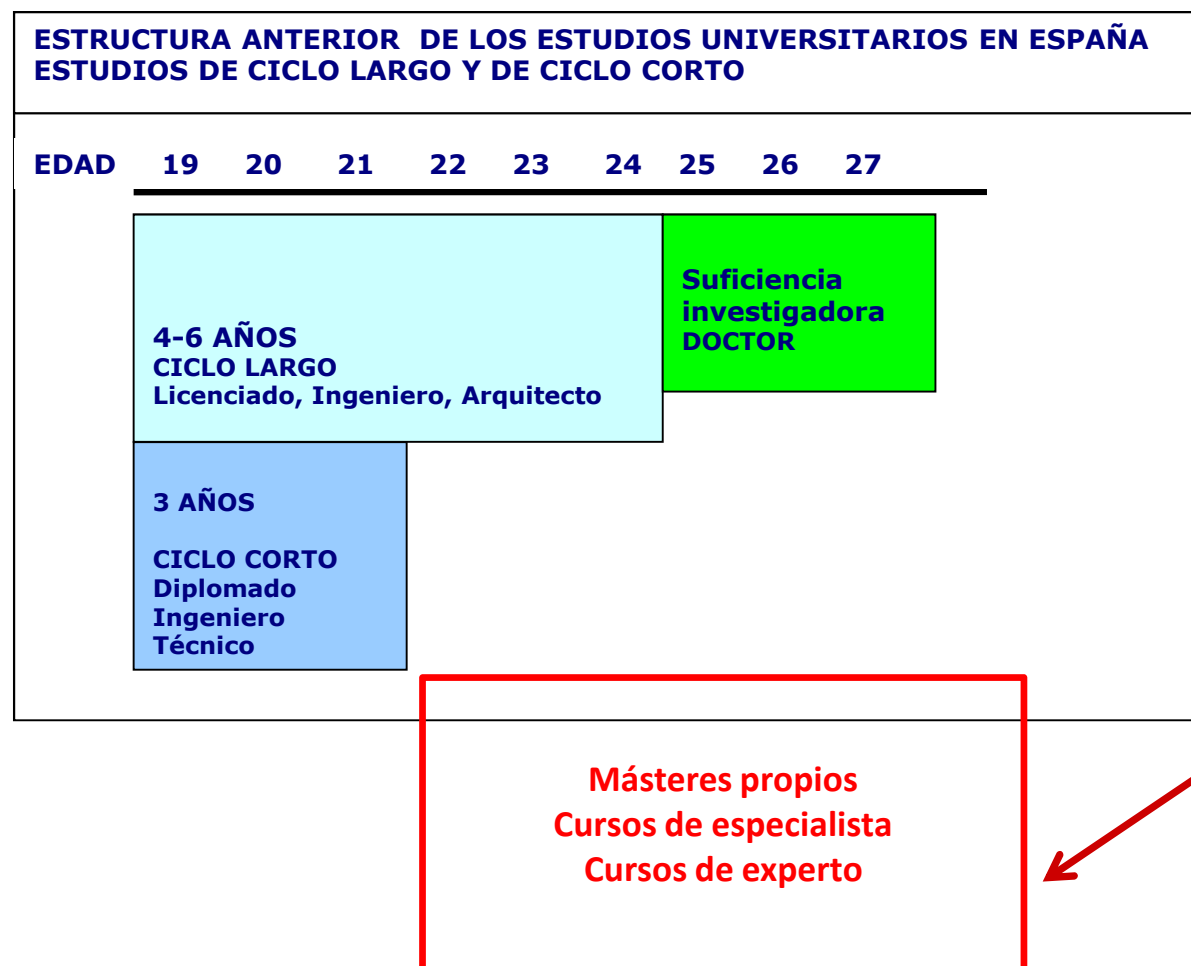 ESTRUCTURA ANTERIOR DE LOS ESTUDIOS UNIVERSITARIOS EN ESPAÑA
ESTUDIOS DE CICLO LARGO Y DE CICLO CORTO
EDAD 19 20 21 22 23 24 25 26 27
Suficiencia
investigadora
DOCTOR
4-6 AÑOS
CICLO LARGO
Licenciado, Ingeniero, Arquitecto
3 AÑOS
CICLO CORTO
Diplomado
Ingeniero
Técnico
Másteres propios
Cursos de especialista
Cursos de experto